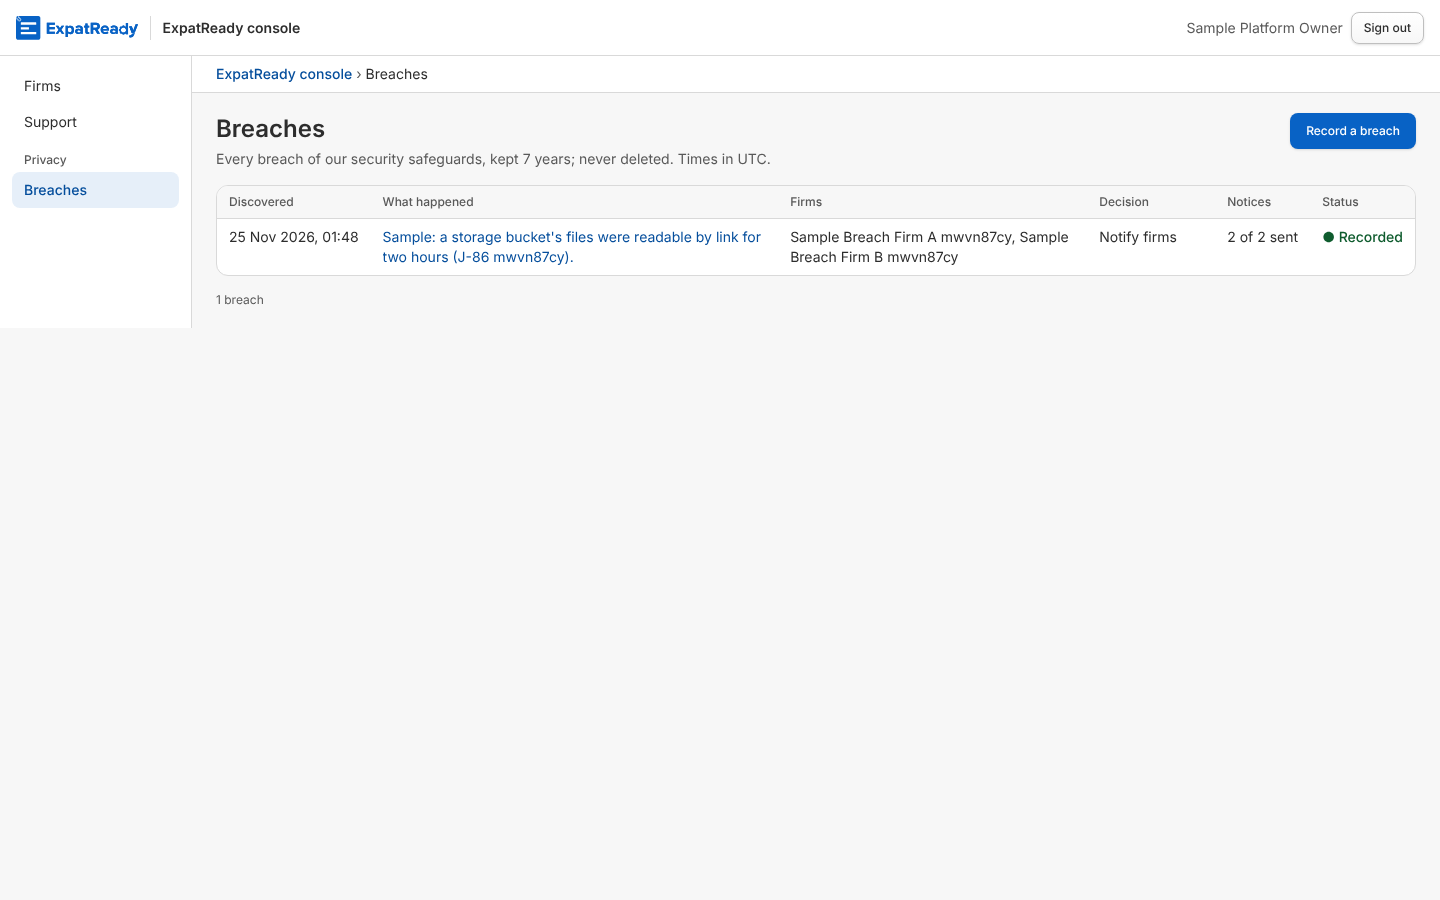 ExpatReady
ExpatReady console
Sample Platform Owner
Sign out
Firms
Support
Privacy
Breaches
ExpatReady console › Breaches
Breaches
Record a breach
Every breach of our security safeguards, kept 7 years; never deleted. Times in UTC.
Discovered What happened Firms Decision Notices Status
25 Nov 2026, 01:48 Sample: a storage bucket's files were readable by link for Sample Breach Firm A mwvn87cy, Sample Notify firms 2 of 2 sent Recorded
two hours (J-86 mwvn87cy). Breach Firm B mwvn87cy
1 breach